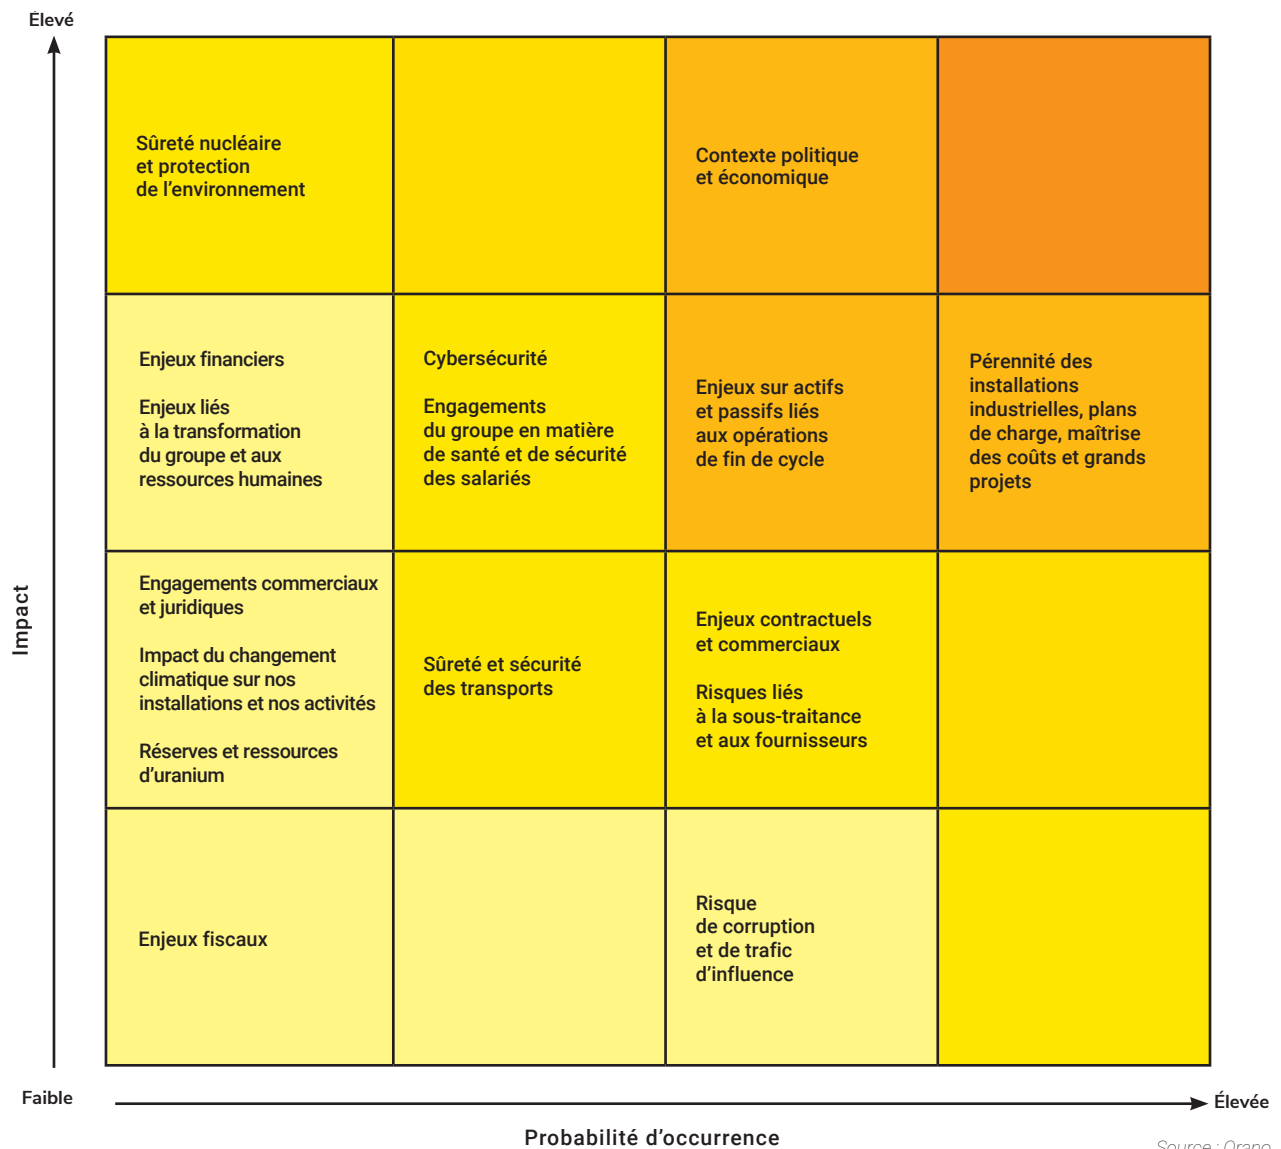 Élevé
Sûreté nucléaire
et protection
de l'environnement
Contexte politique
et économique
Enjeux financiers
Enjeux liés
à la transformation
du groupe et aux
ressources humaines
Cybersécurité
Engagements
du groupe en matière
de santé et de sécurité
des salariés
Enjeux sur actifs
et passifs liés
aux opérations
de fin de cycle
Pérennité des
installations
industrielles, plans
de charge, maîtrise
des coûts et grands
projets
Impact
Engagements commerciaux
et juridiques
Impact du changement
climatique sur nos
installations et nos activités
Réserves et ressources
d'uranium
Sûreté et sécurité
des transports
Enjeux contractuels
et commerciaux
Risques liés
à la sous-traitance
et aux fournisseurs
Enjeux fiscaux
Risque
de corruption
et de trafic
d'influence
Faible
Élevée
Probabilité d'occurrence
Source : Orano